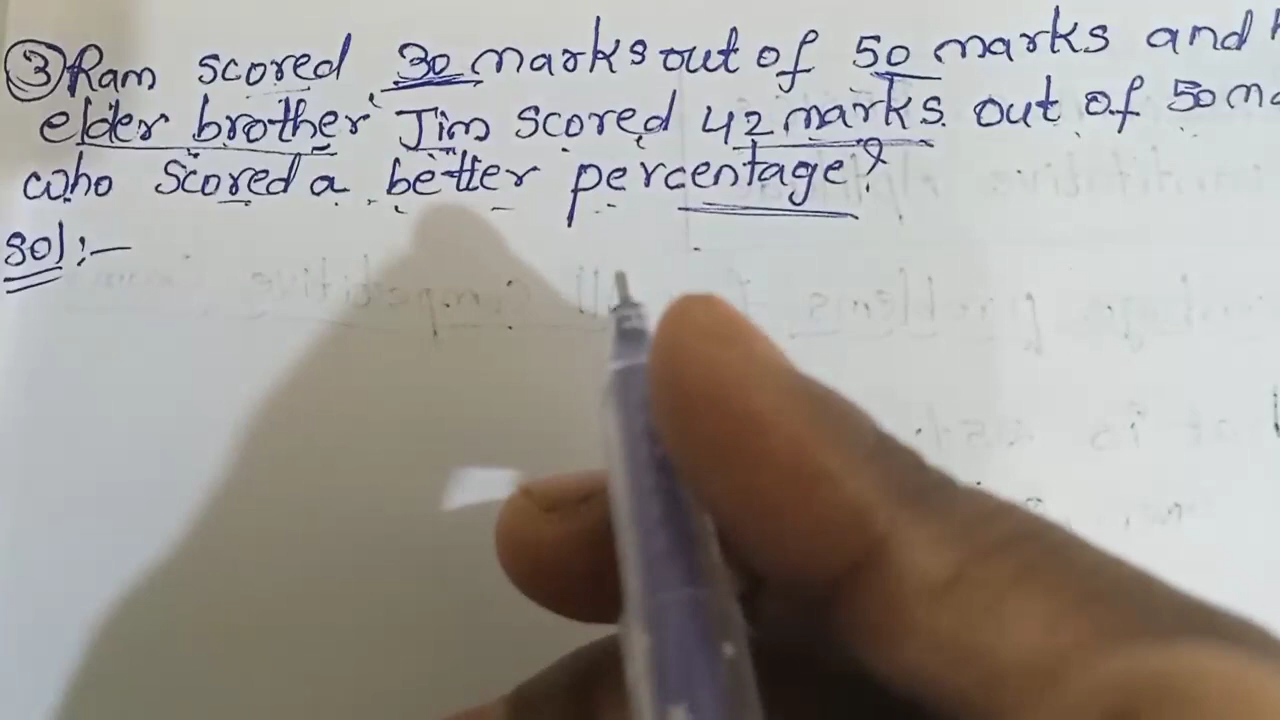 ③ Ram scored 30 marks out of 50 marks and
elder brother Jim scored 42 marks out of 50
who scored a better percentage?
Sol:-